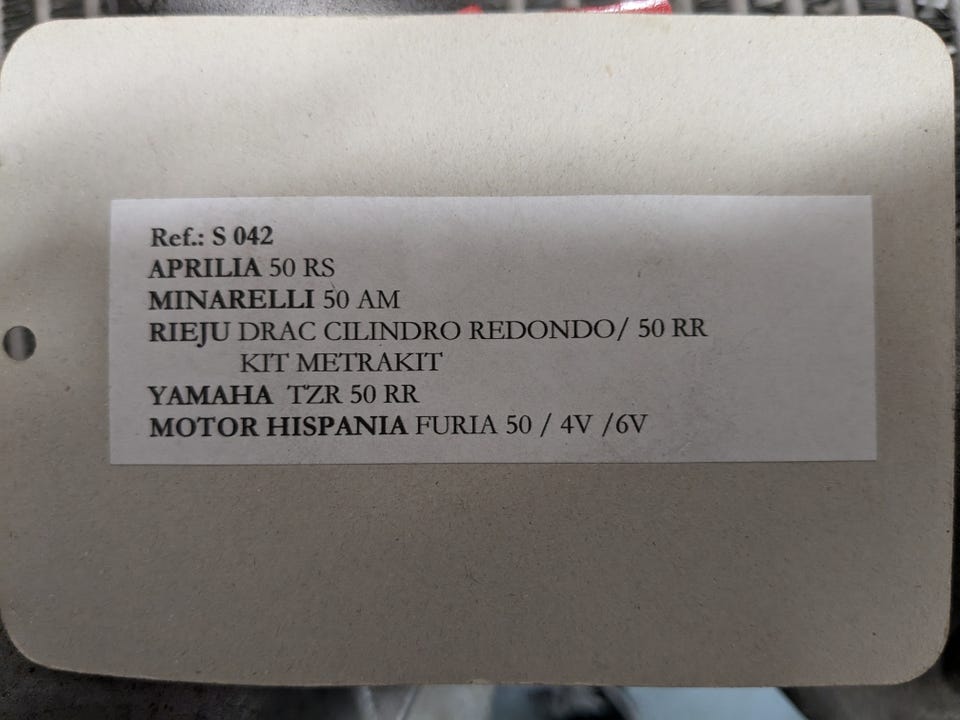 Ref.: S 042
APRILIA 50 RS
MINARELLI 50 AM
RIEJU DRAC CILINDRO REDONDO/ 50 RR
KIT METRAKIT
YAMAHA TZR 50 RR
MOTOR HISPANIA FURIA 50 / 4V /6V